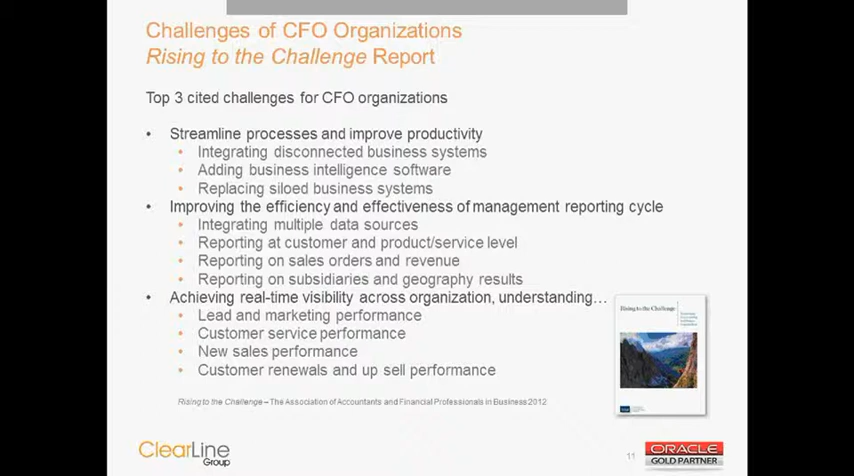 Challenges of CFO Organizations
Rising to the Challenge Report
Top 3 cited challenges for CFO organizations
• Streamline processes and improve productivity
• Integrating disconnected business systems
• Adding business intelligence software
• Replacing siloed business systems
• Improving the efficiency and effectiveness of management reporting cycle
• Integrating multiple data sources
• Reporting at customer and product/service level
• Reporting on sales orders and revenue
• Reporting on subsidiaries and geography results
• Achieving real-time visibility across organization, understanding…
• Lead and marketing performance
• Customer service performance
• New sales performance
• Customer renewals and up sell performance
Rising to the Challenge
Rising to the Challenge – The Association of Accountants and Financial Professionals in Business 2012
ClearLine
Group
11
ORACLE
GOLD PARTNER